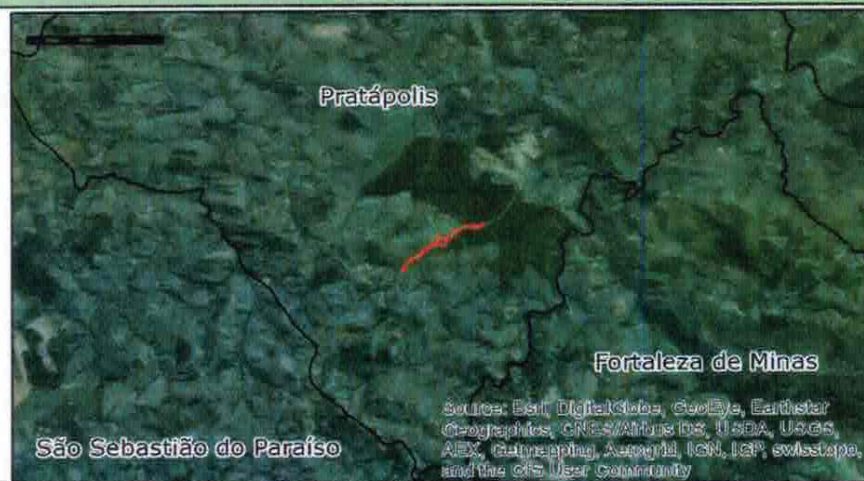 Pratápolis
Fortaleza de Minas
São Sebastião do Paraíso
Source: Esri, DigitalGlobe, GeoEye, Earthstar
Geographics, CNES/Airbus DS, USDA, USGS,
AEX, Getmapping, Aerogrid, IGN, IGP, swisstopo,
and the GIS User Community